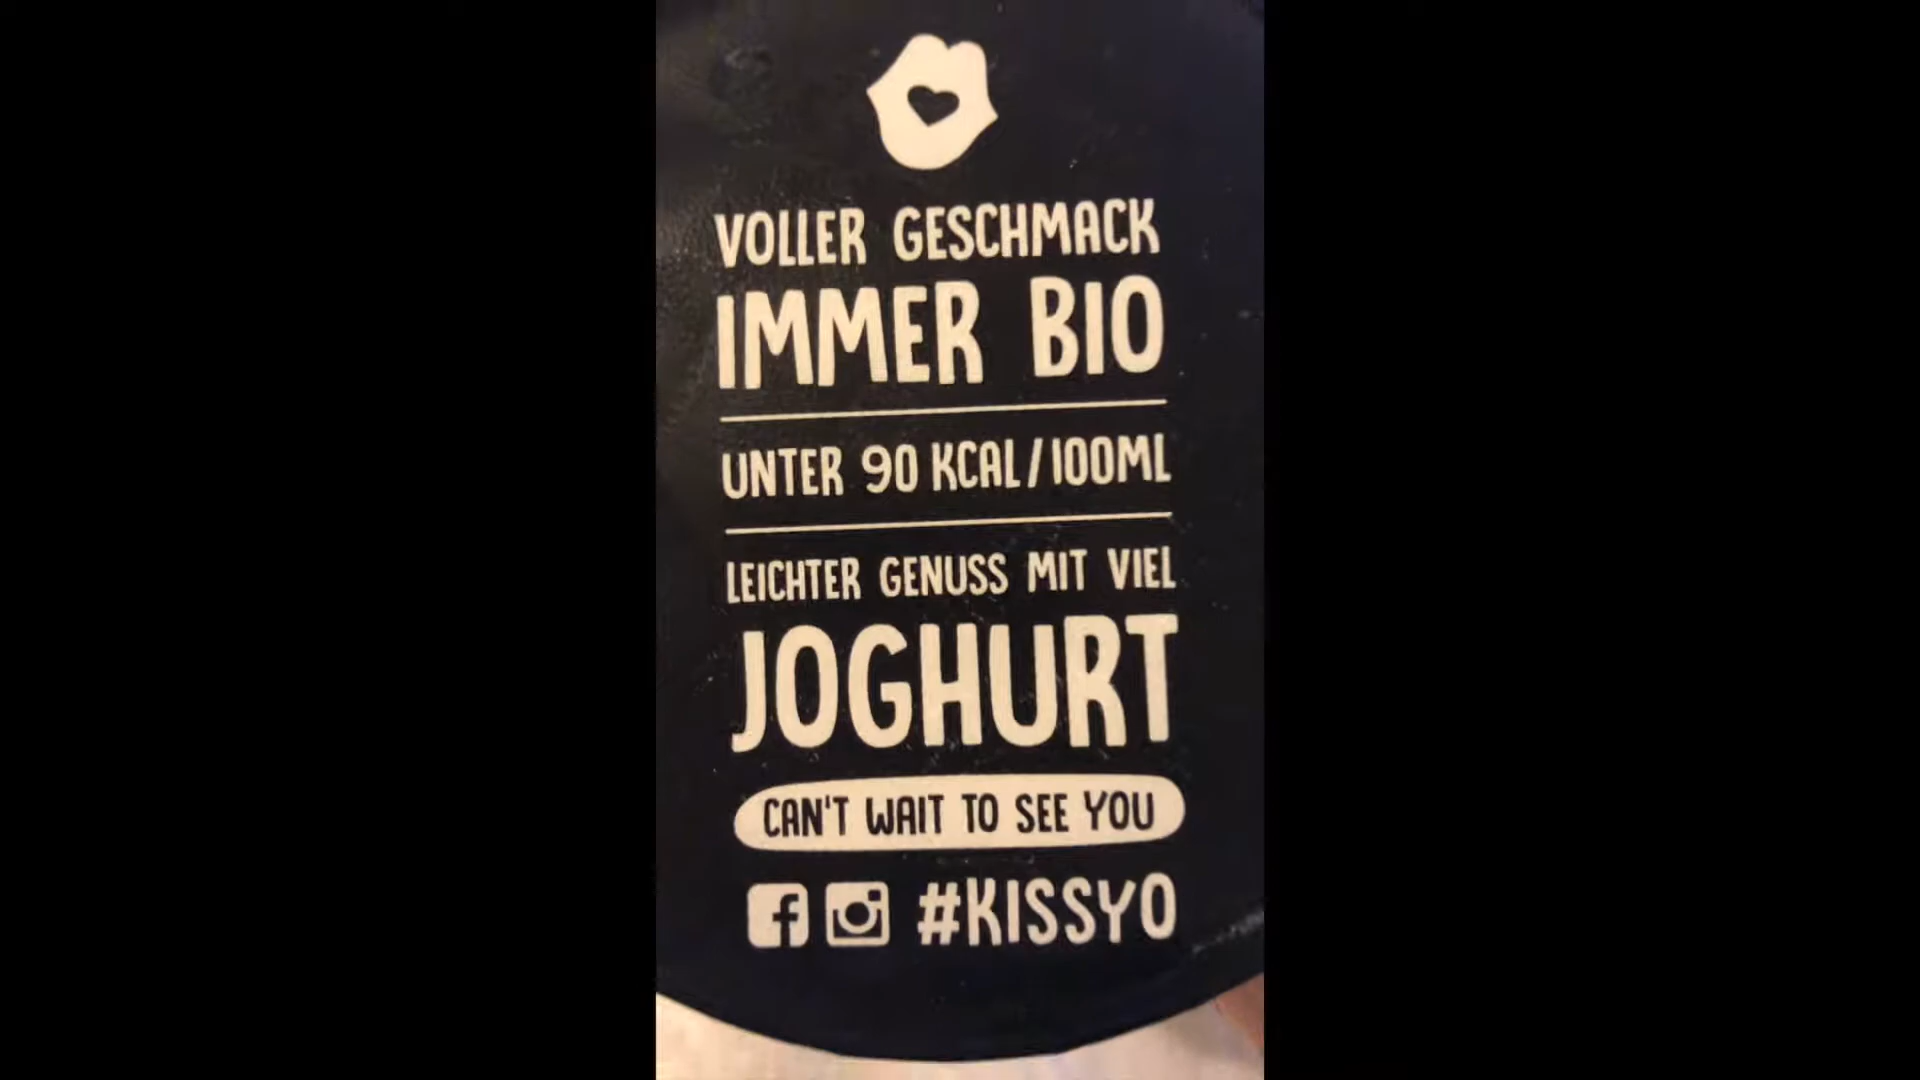 VOLLER GESCHMACK
IMMER BIO
UNTER 90 KCAL/100ML
LEICHTER GENUSS MIT VIEL
JOGHURT
CAN'T WAIT TO SEE YOU
#KISSYO